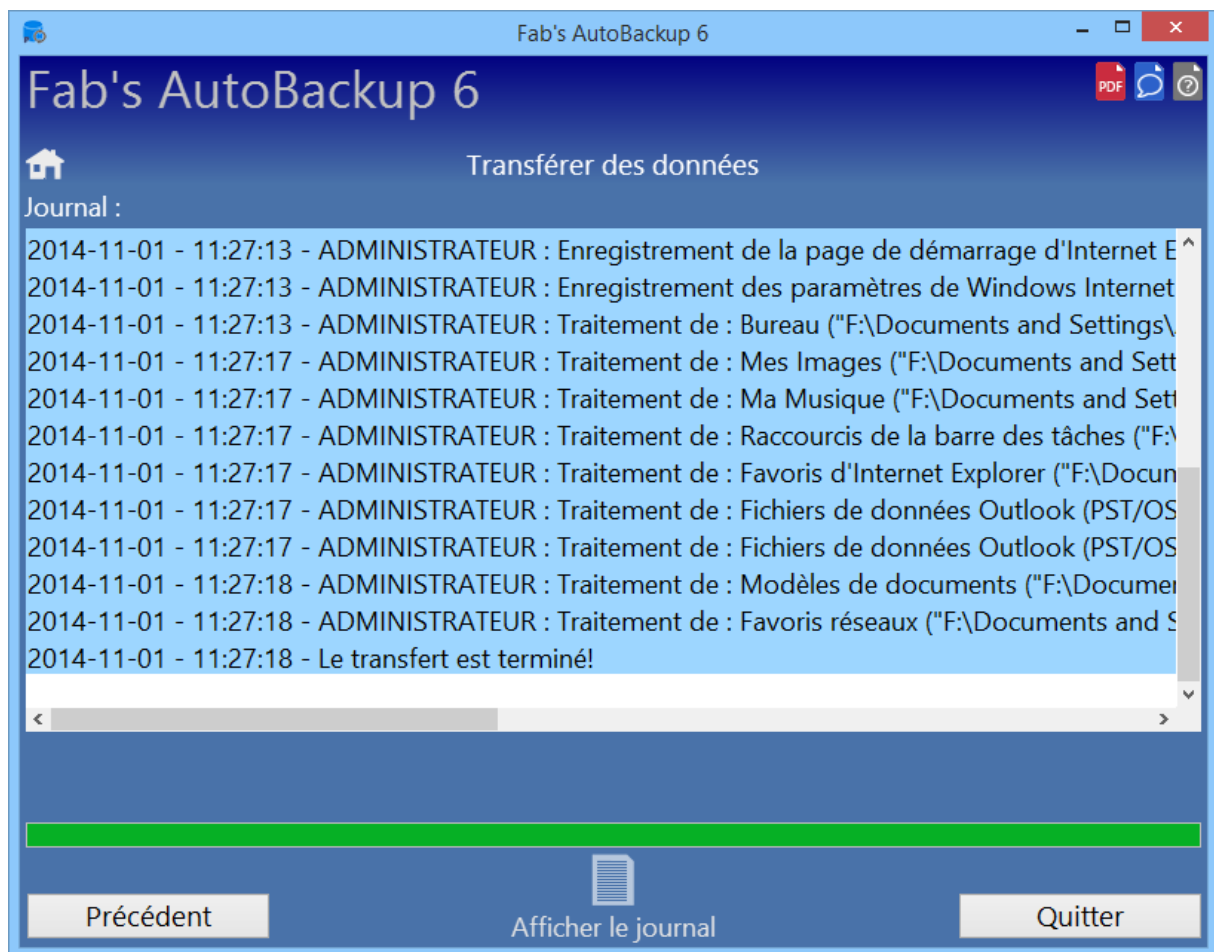 Fab's AutoBackup 6
Fab's AutoBackup 6
PDF
Transférer des données
Journal :
2014-11-01 - 11:27:13 - ADMINISTRATEUR : Enregistrement de la page de démarrage d'Internet E
2014-11-01 - 11:27:13 - ADMINISTRATEUR : Enregistrement des paramètres de Windows Internet
2014-11-01 - 11:27:13 - ADMINISTRATEUR : Traitement de : Bureau ("F:\Documents and Settings\
2014-11-01 - 11:27:17 - ADMINISTRATEUR : Traitement de : Mes Images ("F:\Documents and Sett
2014-11-01 - 11:27:17 - ADMINISTRATEUR : Traitement de : Ma Musique ("F:\Documents and Sett
2014-11-01 - 11:27:17 - ADMINISTRATEUR : Traitement de : Raccourcis de la barre des tâches ("F:\
2014-11-01 - 11:27:17 - ADMINISTRATEUR : Traitement de : Favoris d'Internet Explorer ("F:\Docun
2014-11-01 - 11:27:17 - ADMINISTRATEUR : Traitement de : Fichiers de données Outlook (PST/OS
2014-11-01 - 11:27:17 - ADMINISTRATEUR : Traitement de : Fichiers de données Outlook (PST/OS
2014-11-01 - 11:27:18 - ADMINISTRATEUR : Traitement de : Modèles de documents ("F:\Documer
2014-11-01 - 11:27:18 - ADMINISTRATEUR : Traitement de : Favoris réseaux ("F:\Documents and S
2014-11-01 - 11:27:18 - Le transfert est terminé!
Précédent
Afficher le journal
Quitter